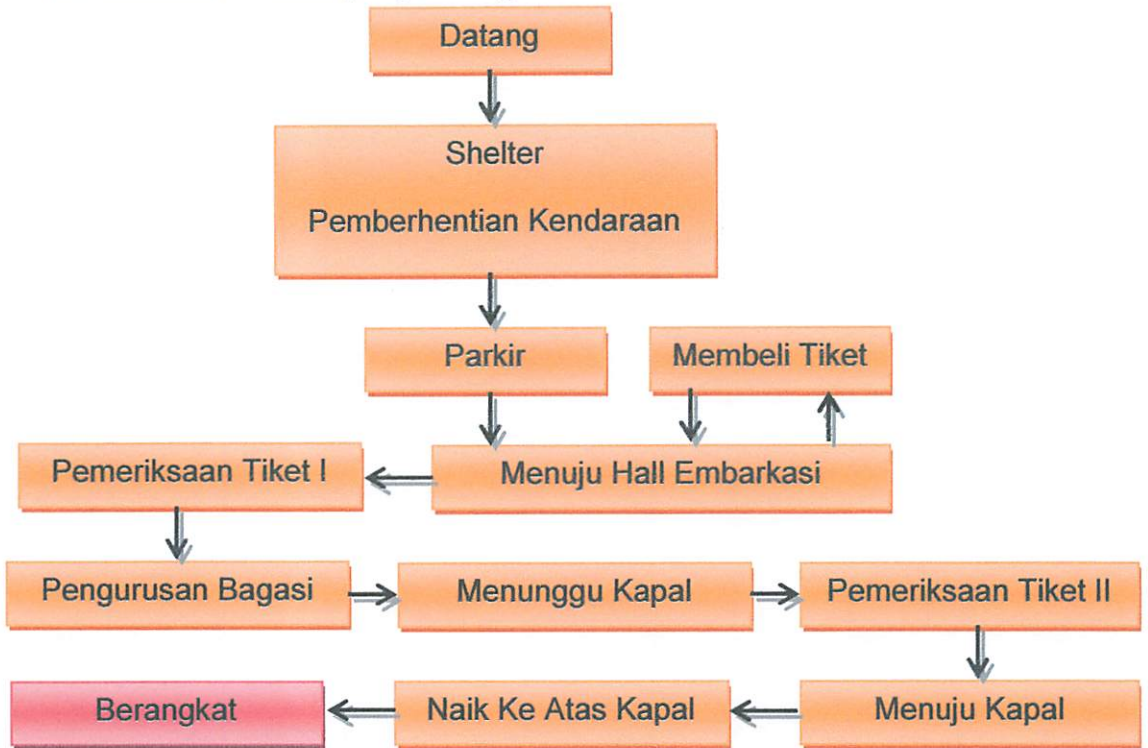 Datang
Shelter
Pemberhentian Kendaraan
Parkir
Membeli Tiket
Menuju Hall Embarkasi
Pemeriksaan Tiket I
Pengurusan Bagasi
Menunggu Kapal
Pemeriksaan Tiket II
Menuju Kapal
Naik Ke Atas Kapal
Berangkat